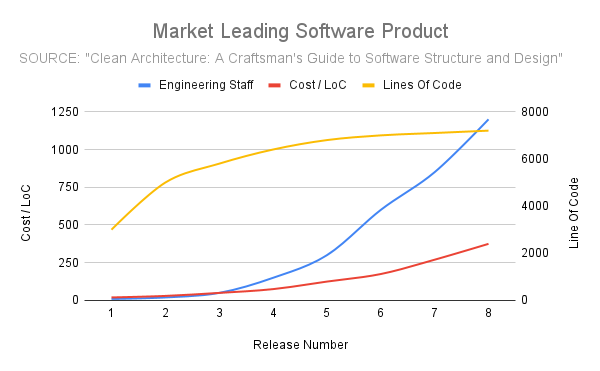 Market Leading Software Product
SOURCE: "Clean Architecture: A Craftsman's Guide to Software Structure and Design"
Engineering Staff
Cost / LoC
Lines Of Code
1250
1000
750
500
250
0
Cost / LoC
8000
6000
4000
2000
0
Line Of Code
1 2 3 4 5 6 7 8
Release Number